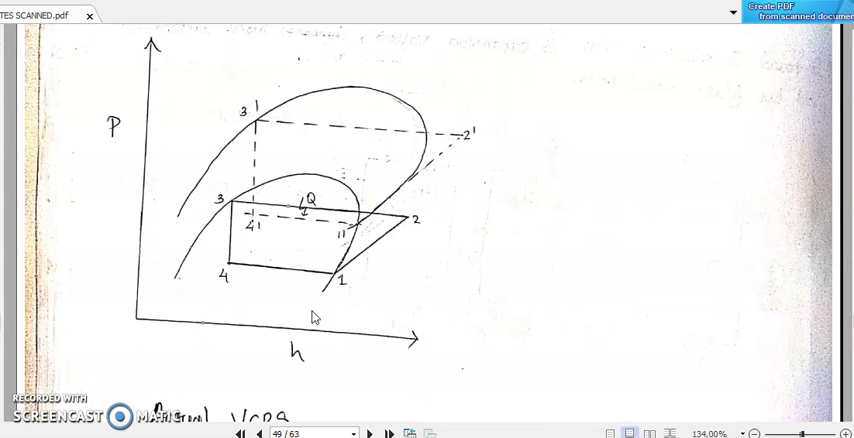 TES SCANNED.pdf
Create PDF
from scanned documen
P
3'
2'
3
Q
2
4'
1'
4
1
h
RECORDED WITH
SCREENCAST MATIC
49 / 63
134.00%